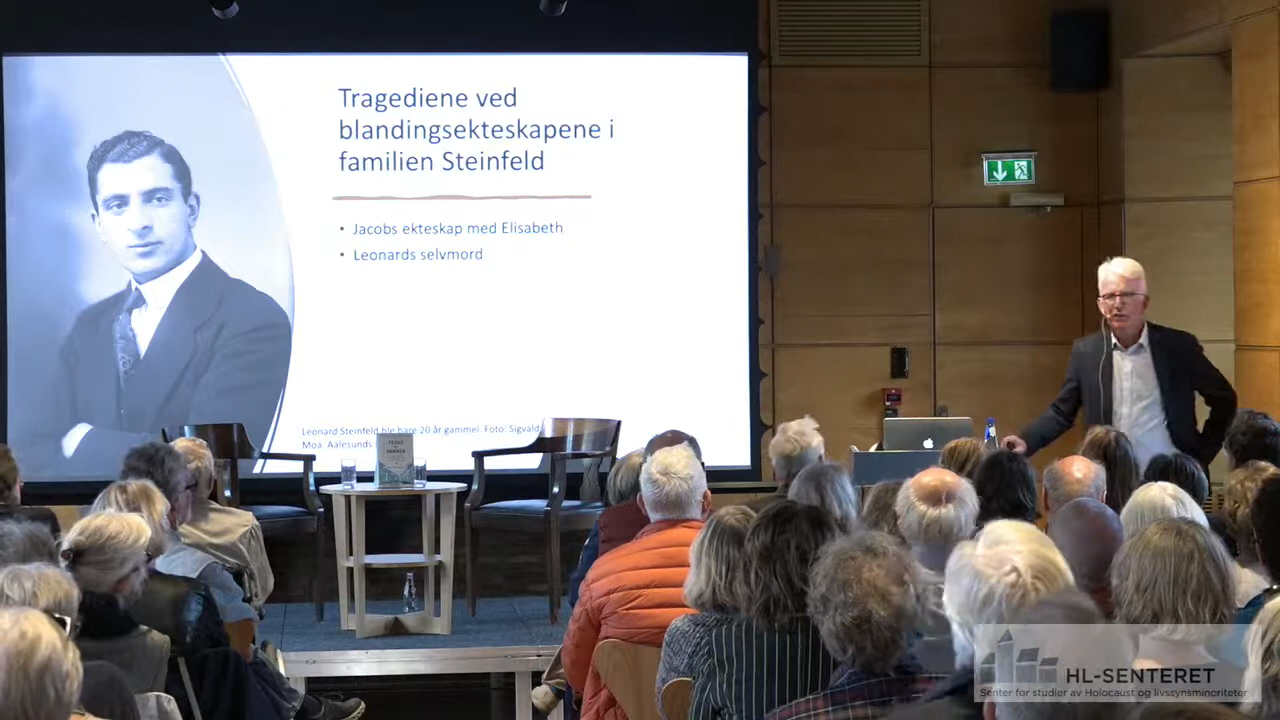 Tragediene ved
blandingsekteskapene i
familien Steinfeld
• Jacobs ekteskap med Elisabeth
• Leonards selvmord
Leonard Steinfeld ble bare 20 år gammel. Foto: Sigvald
Moa. Aalesunds
HL-SENTERET
Senter for studier av Holocaust og livssynsminoriteter